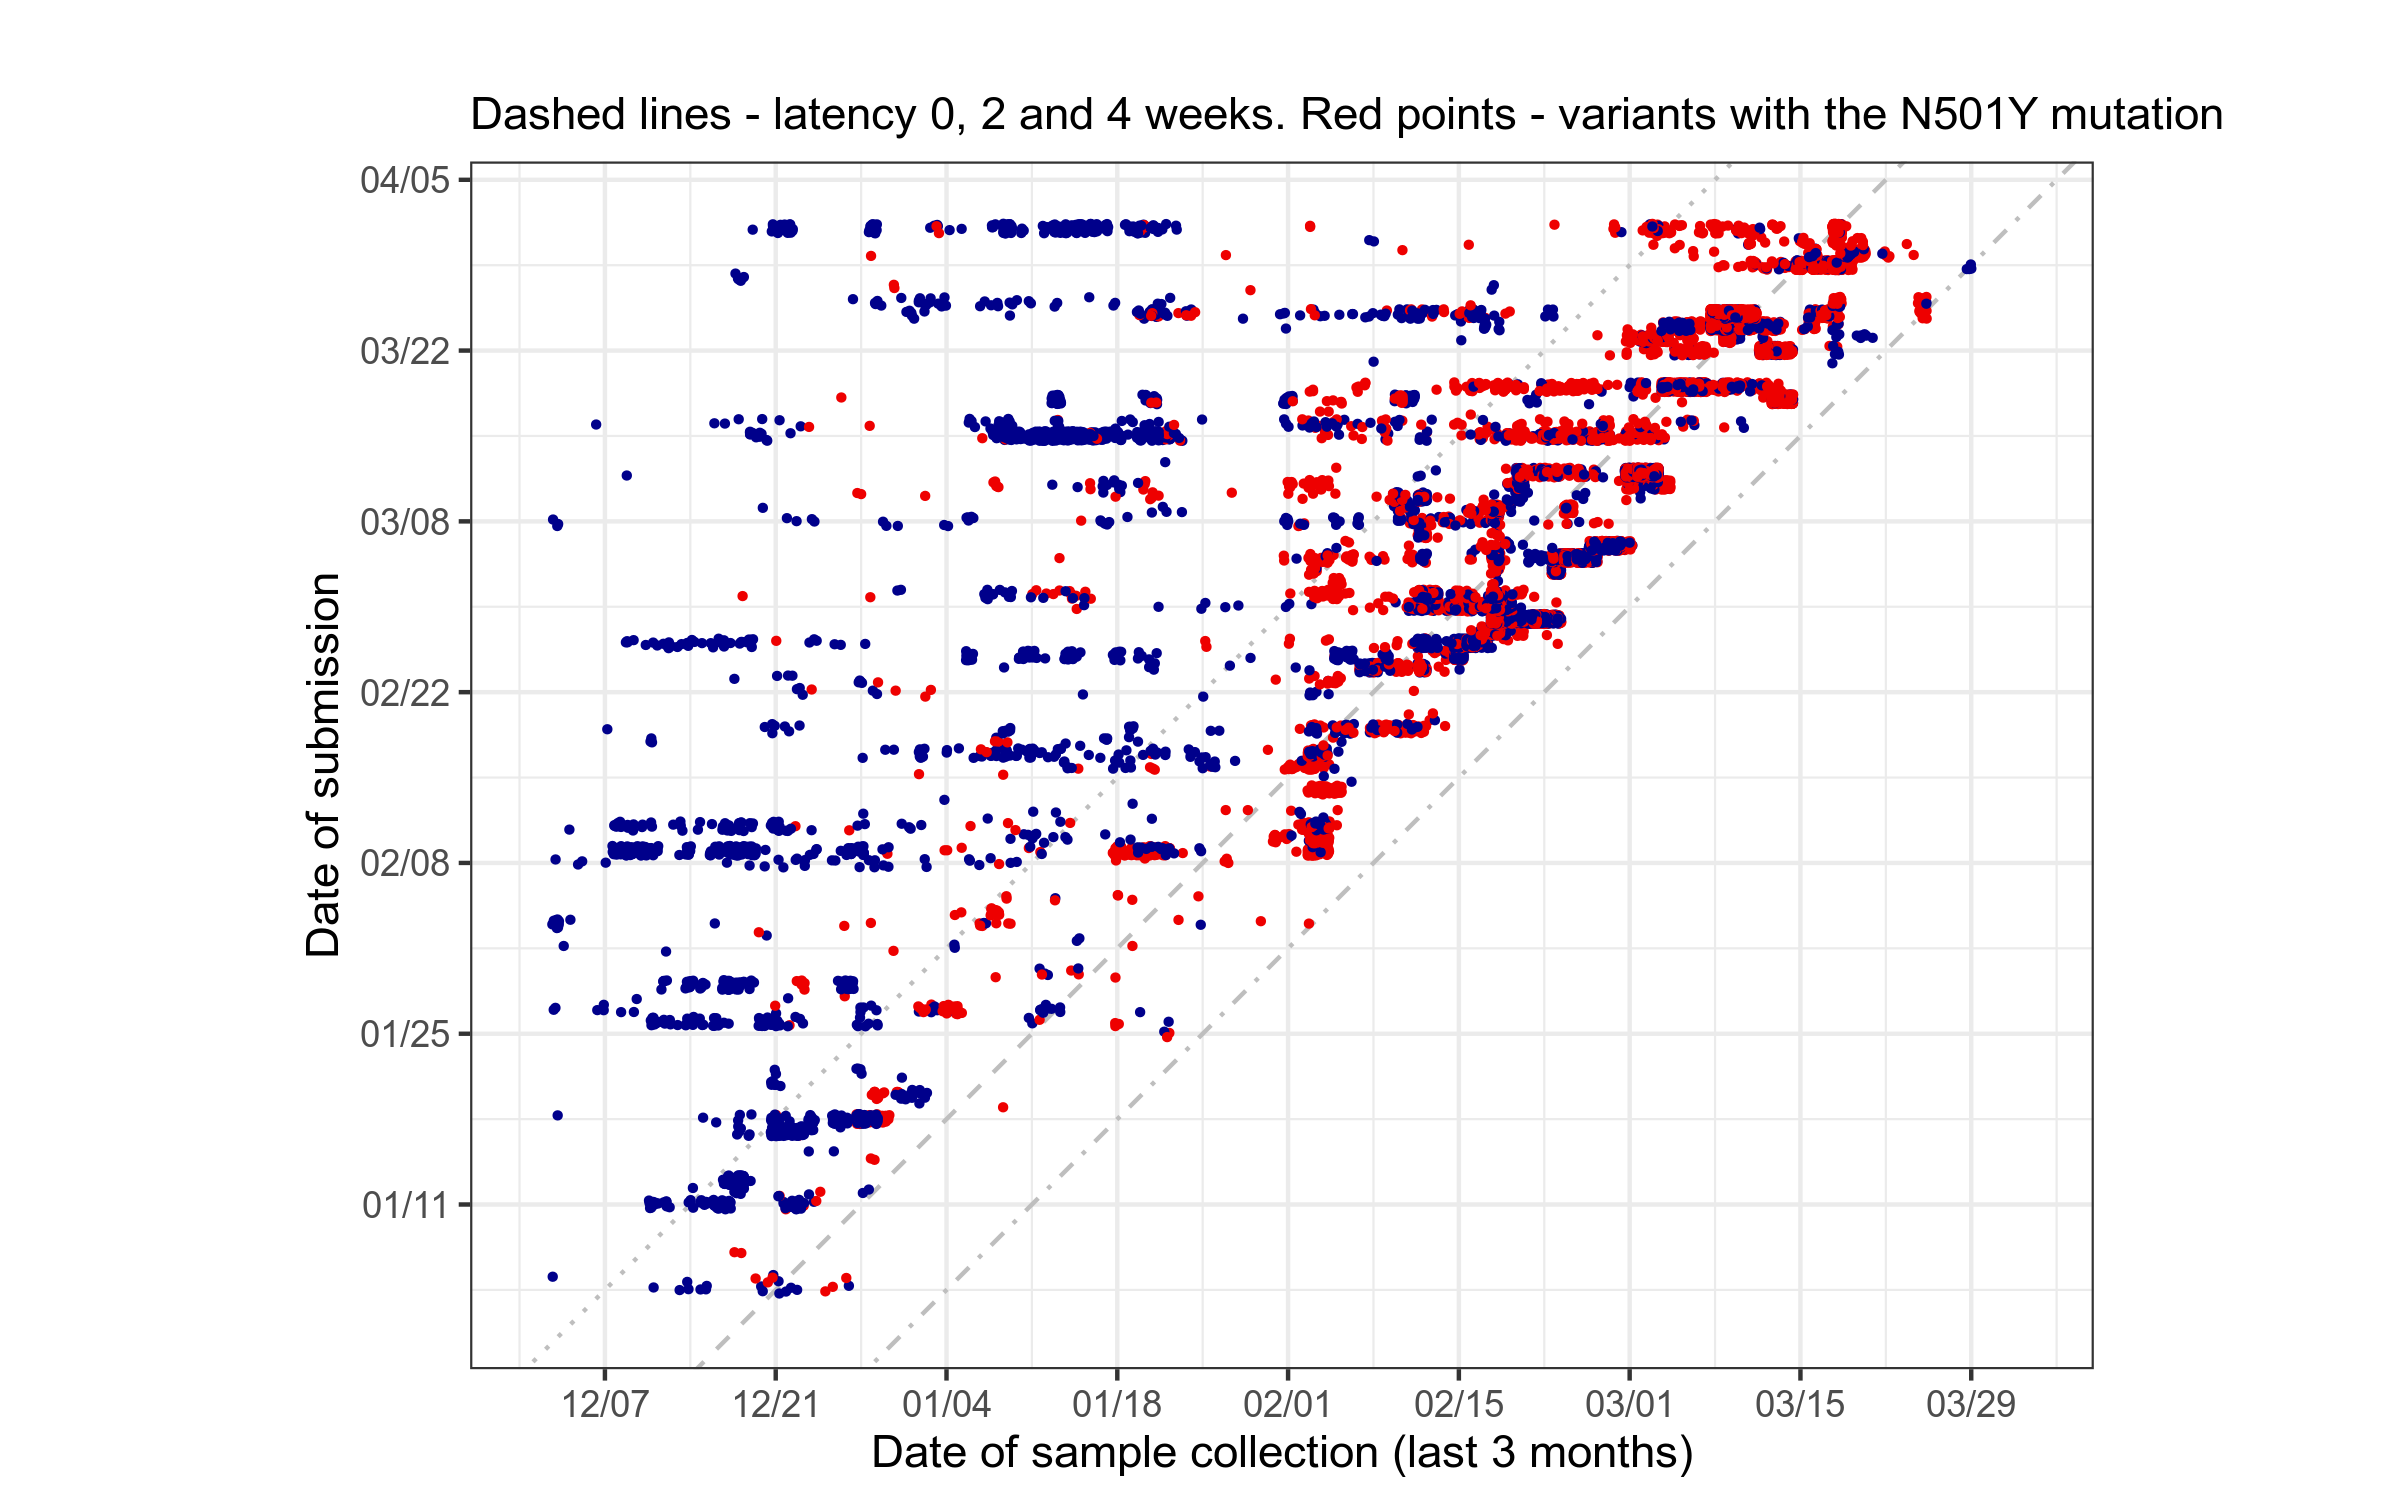 Dashed lines - latency 0, 2 and 4 weeks. Red points - variants with the N501Y mutation
Date of submission
04/05
03/22
03/08
02/22
02/08
01/25
01/11
12/07 12/21 01/04 01/18 02/01 02/15 03/01 03/15 03/29
Date of sample collection (last 3 months)